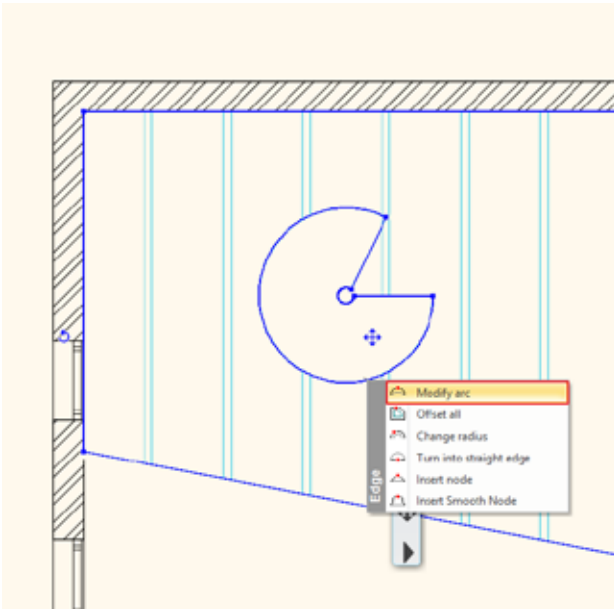 Modify arc
Offset all
Change radius
Turn into straight edge
Insert node
Insert Smooth Node
Edge